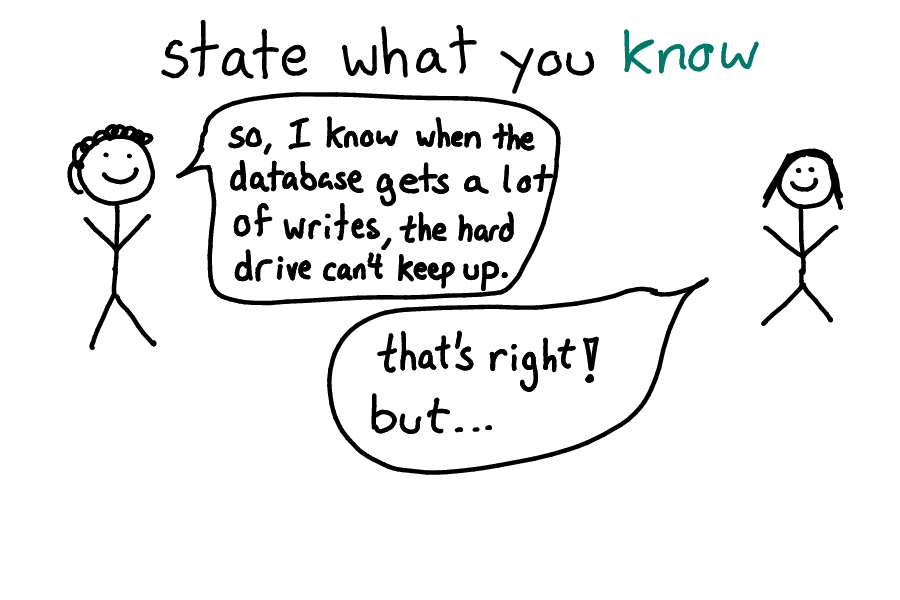 state what you know
so, I know when the
database gets a lot
of writes, the hard
drive can't keep up.
that's right!
but...